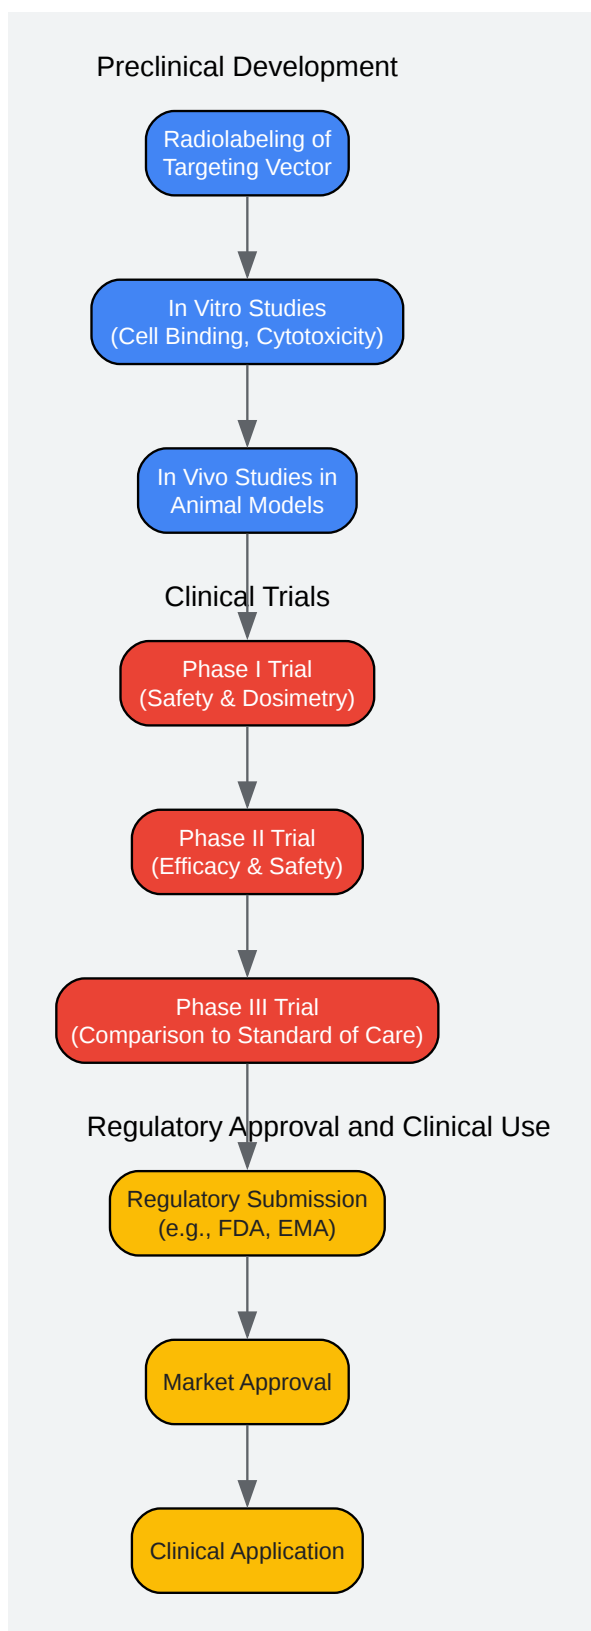 Preclinical Development
Radiolabeling of
Targeting Vector
In Vitro Studies
(Cell Binding, Cytotoxicity)
In Vivo Studies in
Animal Models
Clinical Trials
Phase I Trial
(Safety & Dosimetry)
Phase II Trial
(Efficacy & Safety)
Phase III Trial
(Comparison to Standard of Care)
Regulatory Approval and Clinical Use
Regulatory Submission
(e.g., FDA, EMA)
Market Approval
Clinical Application